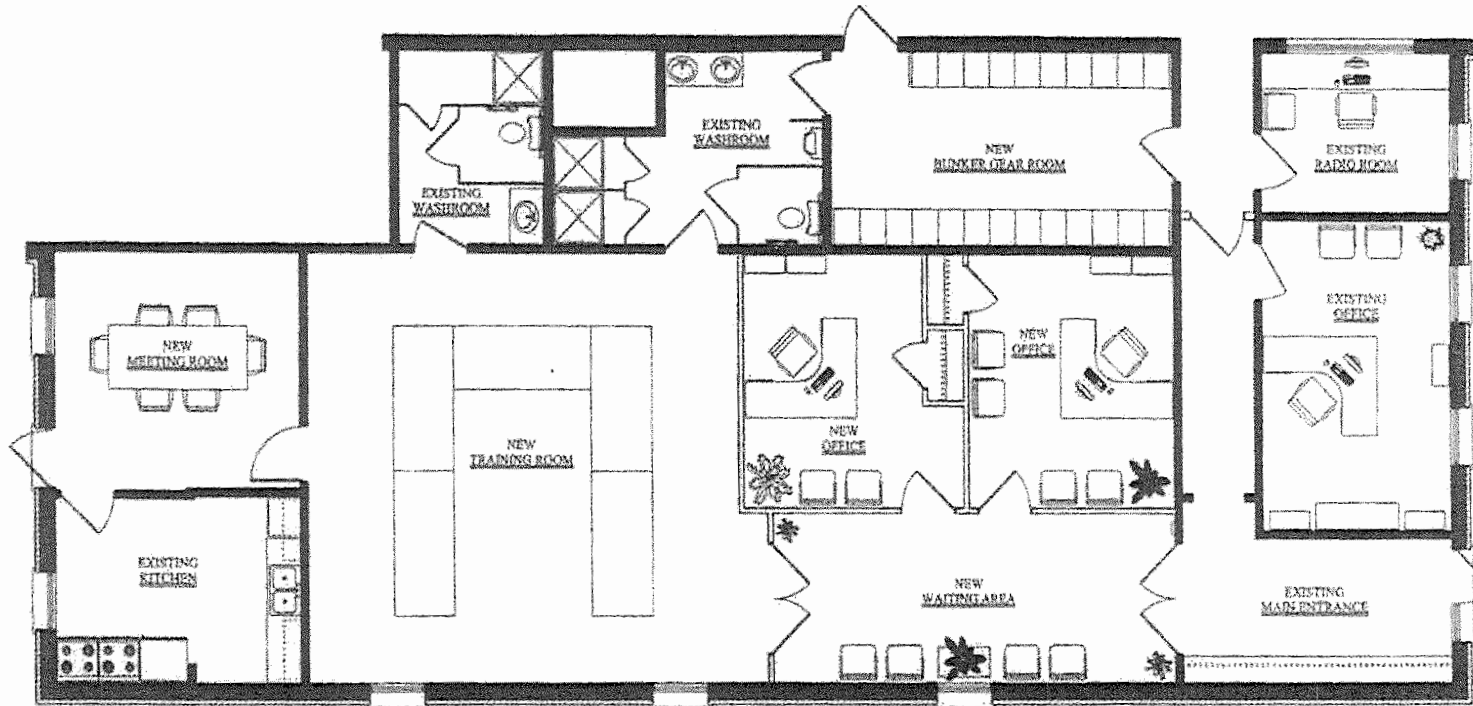 EXISTING
WASHROOM
EXISTING
WASHROOM
NEW
BUNKER GEAR ROOM
EXISTING
RADIO ROOM
NEW
MEETING ROOM
NEW
TRAINING ROOM
NEW
OFFICE
NEW
OFFICE
EXISTING
OFFICE
EXISTING
KITCHEN
NEW
WAITING AREA
EXISTING
MAIN ENTRANCE